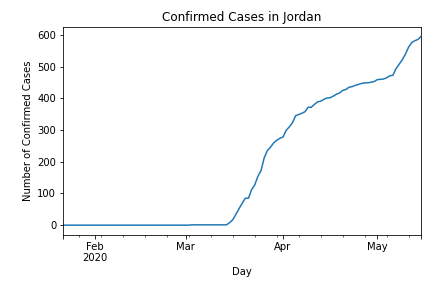 Confirmed Cases in Jordan
600
500
400
300
200
100
0
Number of Confirmed Cases
Feb
2020
Mar
Apr
May
Day